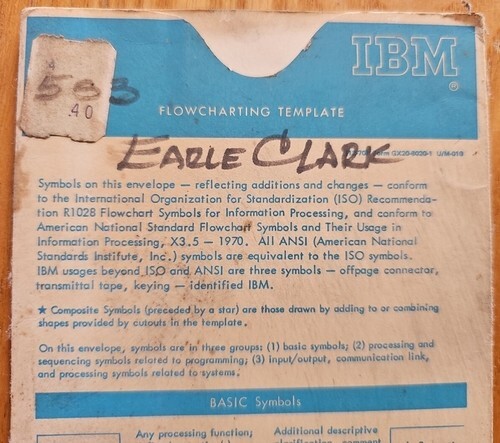 IBM
®
583
.40
FLOWCHARTING TEMPLATE
GX20-8020-1 U/M-010
EARLE CLARK
Symbols on this envelope — reflecting additions and changes — conform
to the International Organization for Standardization (ISO) Recommenda-
tion R1028 Flowchart Symbols for Information Processing, and conform to
American National Standard Flowchart Symbols and Their Usage in
Information Processing, X3.5 — 1970. All ANSI (American National
Standards Institute, Inc.) symbols are equivalent to the ISO symbols.
IBM usages beyond ISO and ANSI are three symbols — offpage connector,
transmittal tape, keying — identified IBM.
★ Composite Symbols (preceded by a star) are those drawn by adding to or combining
shapes provided by cutouts in the template.
On this envelope, symbols are in three groups: (1) basic symbols; (2) processing and
sequencing symbols related to programming; (3) input/output, communication link,
and processing symbols related to systems.
BASIC Symbols
Any processing function;
Additional descriptive